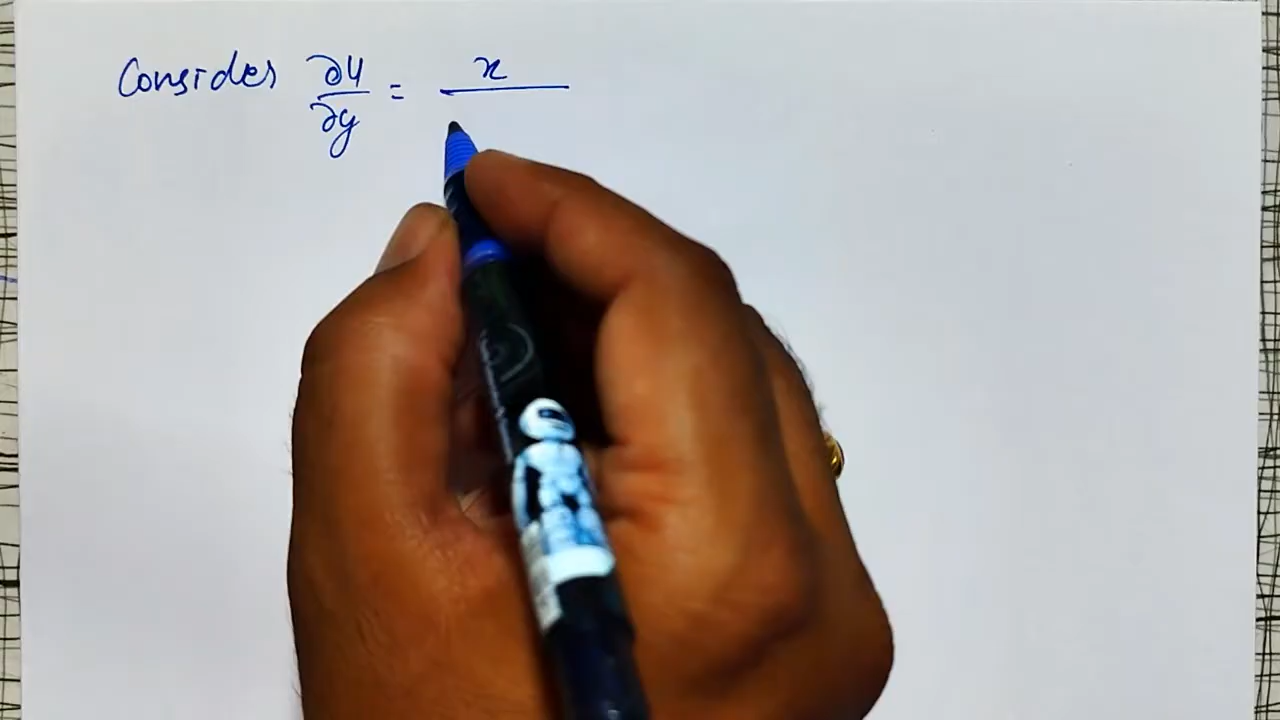 Consider ∂u/∂y = x/